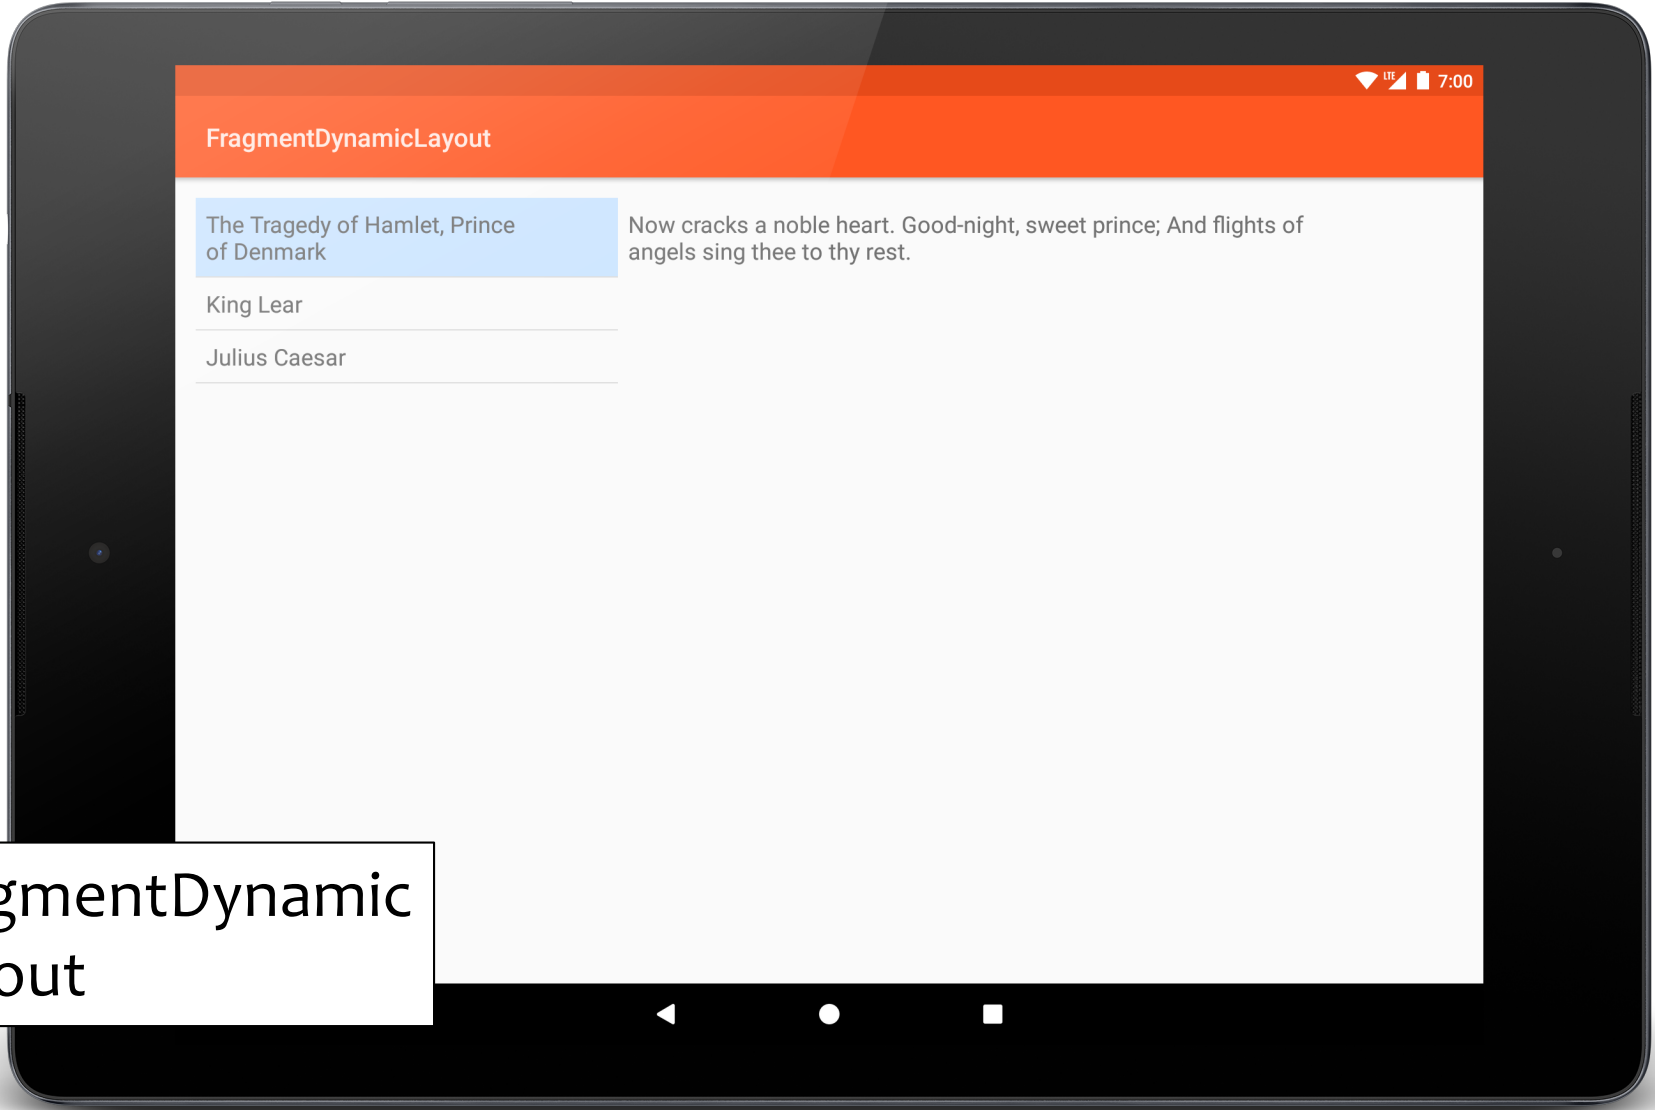 LTE 7:00
FragmentDynamicLayout
The Tragedy of Hamlet, Prince
of Denmark
King Lear
Julius Caesar
Now cracks a noble heart. Good-night, sweet prince; And flights of
angels sing thee to thy rest.
gmentDynamic
out